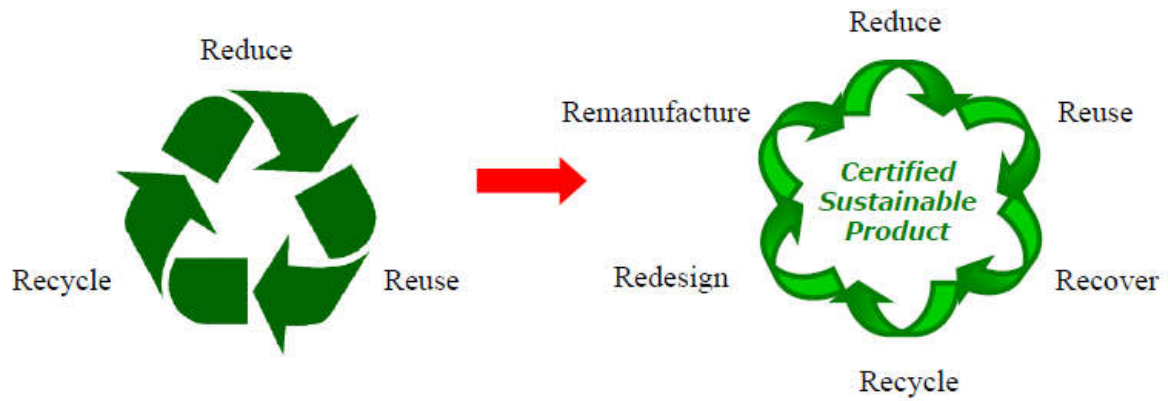 Reduce
Recycle
Reuse
Reduce
Remanufacture
Reuse
Certified
Sustainable
Product
Redesign
Recover
Recycle